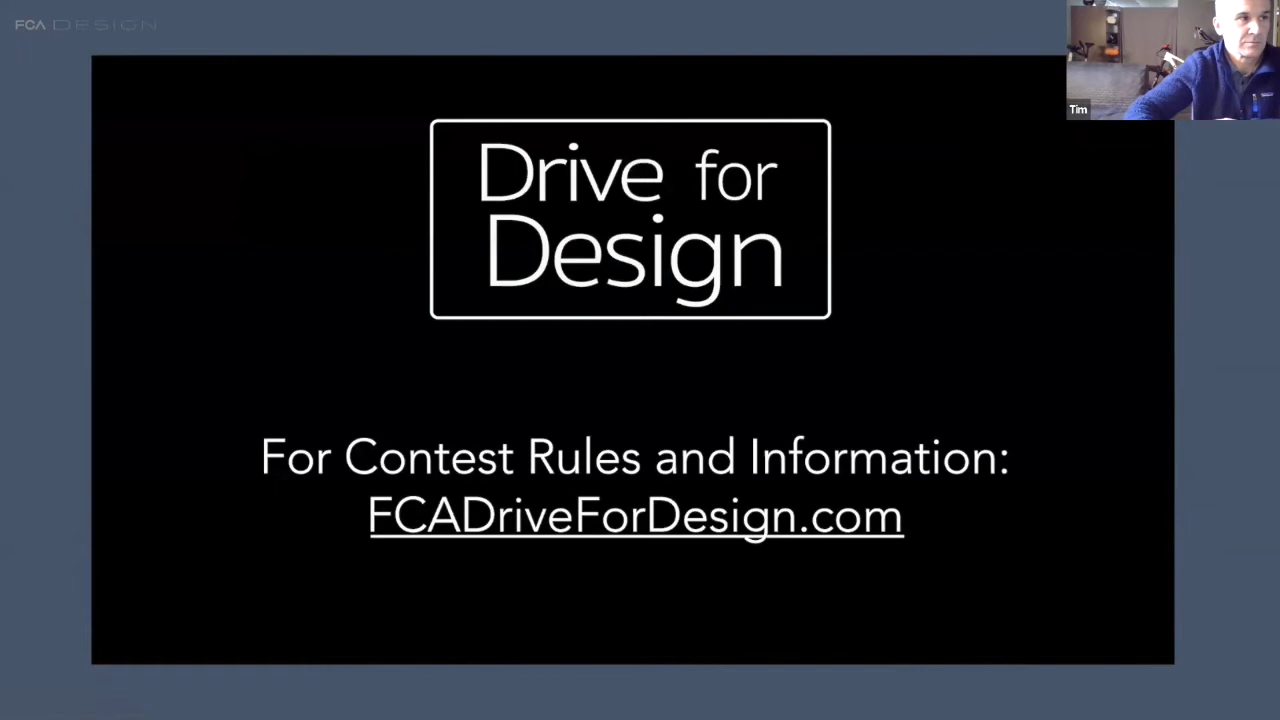 FCA DESIGN
Tim
Drive for
Design
For Contest Rules and Information:
FCADriveForDesign.com